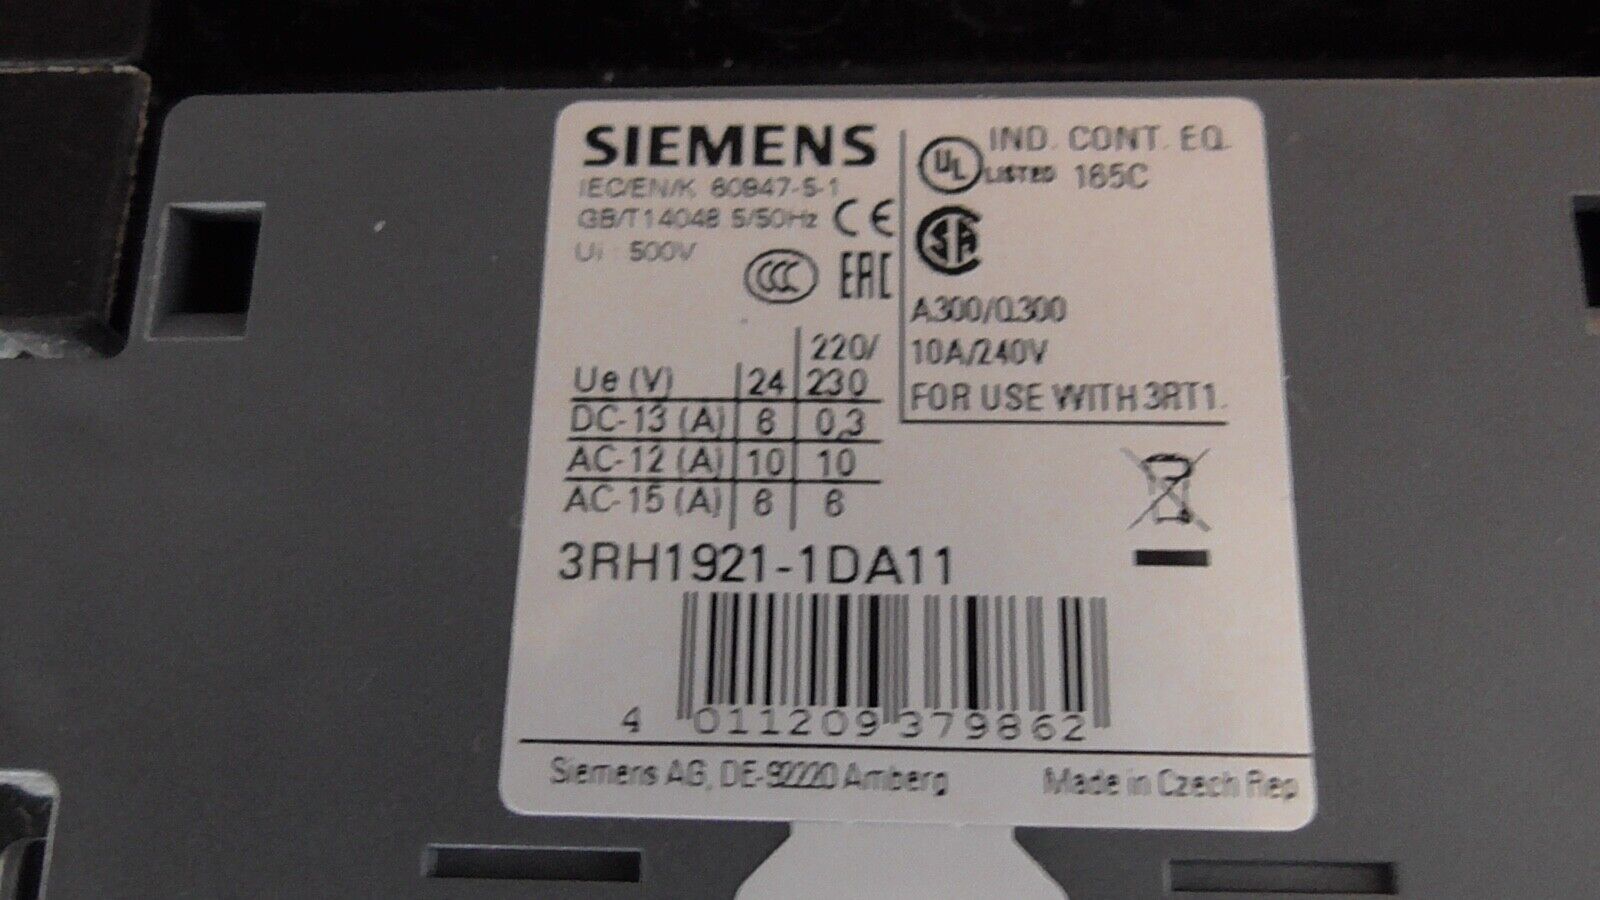 SIEMENS
IEC/EN/K 60947-5-1
GB/T14048 5/50Hz CE
Ui : 500V
CCC EAC
UL LISTED
IND. CONT. EQ.
165C
SA
A300/Q300
10A/240V
FOR USE WITH 3RT1.
Ue (V) 24 220/230
DC-13 (A) 6 0,3
AC-12 (A) 10 10
AC-15 (A) 6 6
3RH1921-1DA11
4 011209 379862
Siemens AG, DE-92220 Amberg
Made in Czech Rep